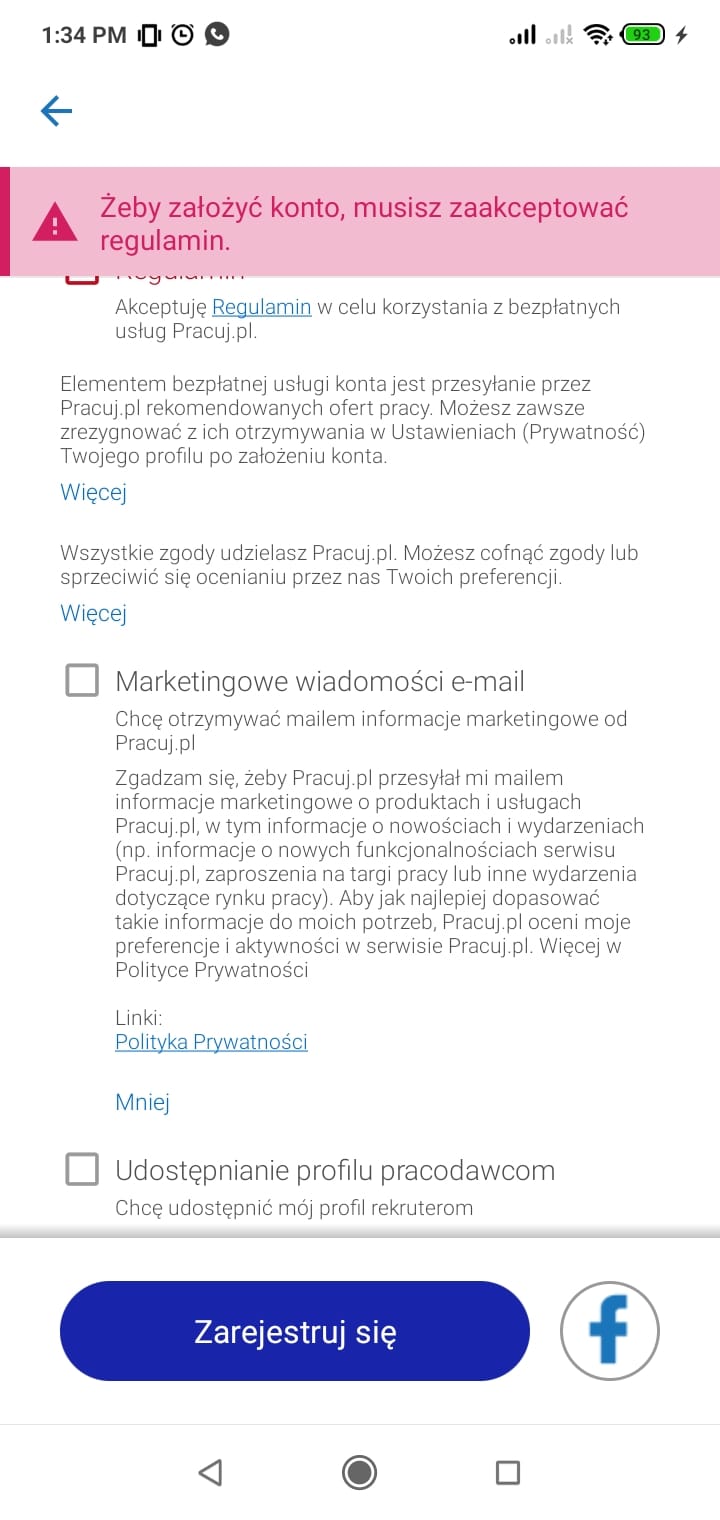 1:34 PM
93
Żeby założyć konto, musisz zaakceptować
regulamin.
Regulamin
Akceptuję Regulamin w celu korzystania z bezpłatnych
usług Pracuj.pl.
Elementem bezpłatnej usługi konta jest przesyłanie przez
Pracuj.pl rekomendowanych ofert pracy. Możesz zawsze
zrezygnować z ich otrzymywania w Ustawieniach (Prywatność)
Twojego profilu po założeniu konta.
Więcej
Wszystkie zgody udzielasz Pracuj.pl. Możesz cofnąć zgody lub
sprzeciwić się ocenianiu przez nas Twoich preferencji.
Więcej
Marketingowe wiadomości e-mail
Chcę otrzymywać mailem informacje marketingowe od
Pracuj.pl
Zgadzam się, żeby Pracuj.pl przesyłał mi mailem
informacje marketingowe o produktach i usługach
Pracuj.pl, w tym informacje o nowościach i wydarzeniach
(np. informacje o nowych funkcjonalnościach serwisu
Pracuj.pl, zaproszenia na targi pracy lub inne wydarzenia
dotyczące rynku pracy). Aby jak najlepiej dopasować
takie informacje do moich potrzeb, Pracuj.pl oceni moje
preferencje i aktywności w serwisie Pracuj.pl. Więcej w
Polityce Prywatności
Linki:
Polityka Prywatności
Mniej
Udostępnianie profilu pracodawcom
Chcę udostępnić mój profil rekruterom
Zarejestruj się